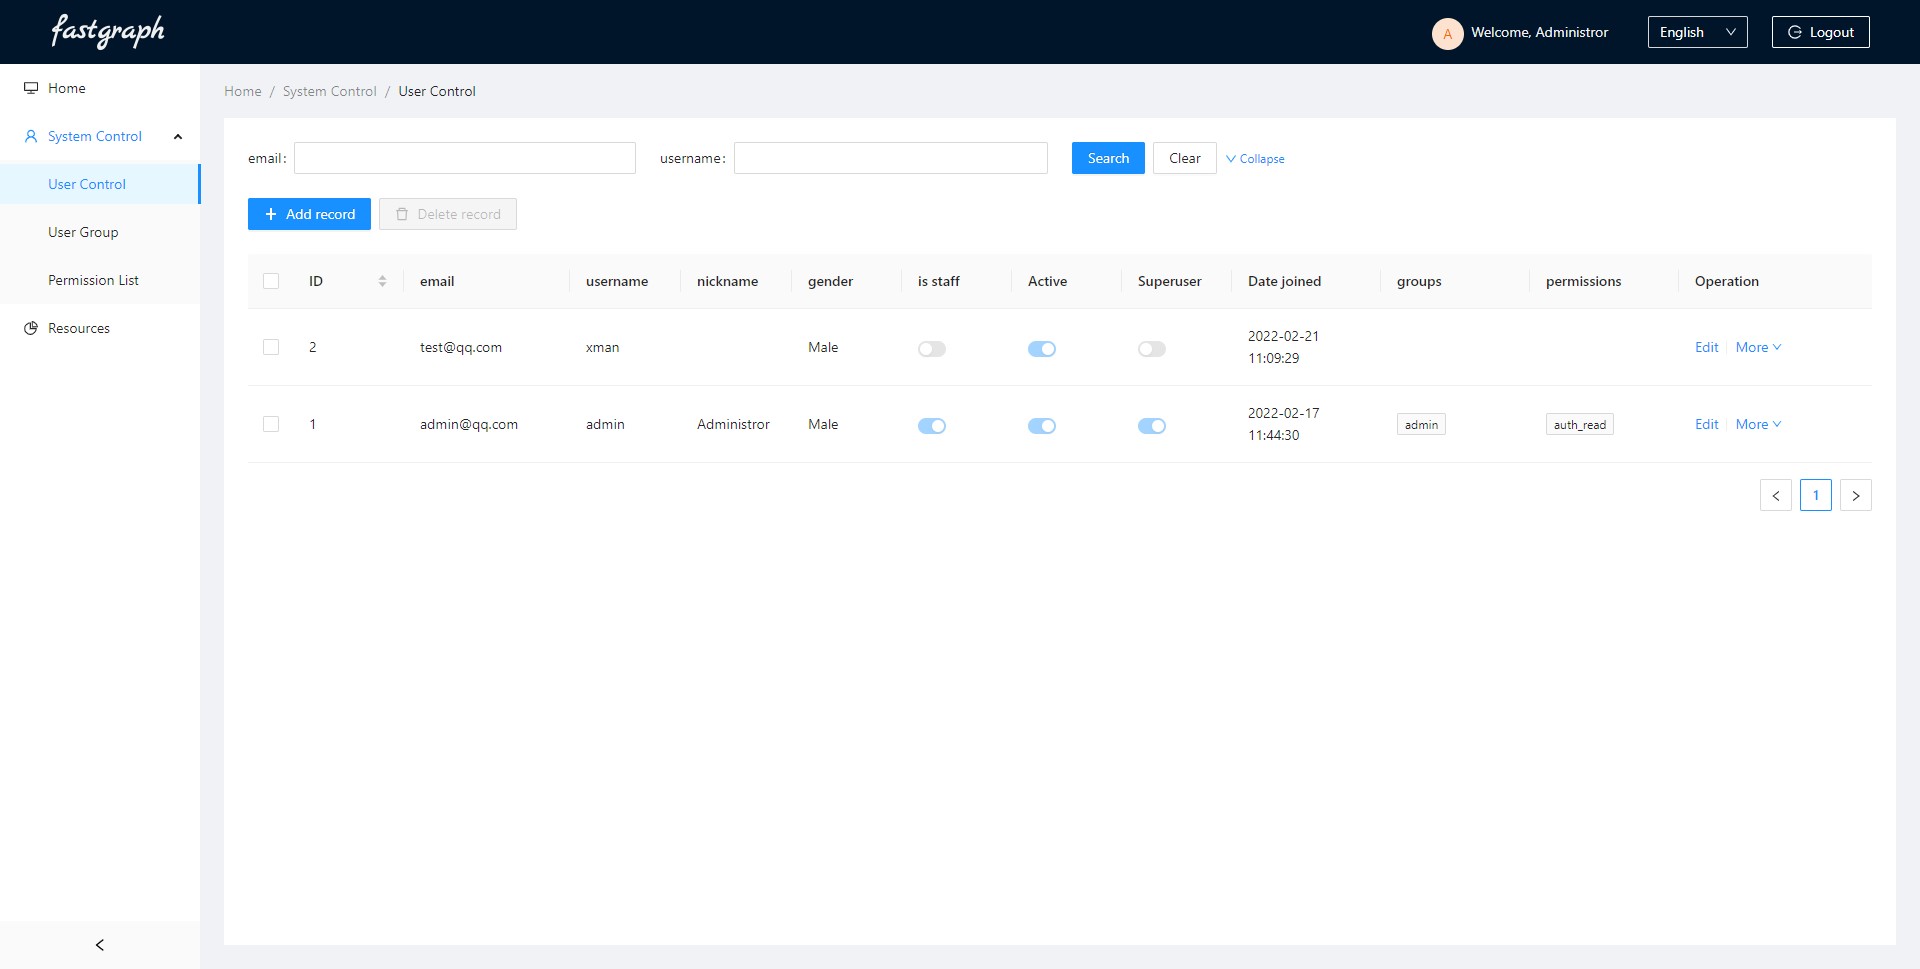 fastgraph
A Welcome, Administror English Logout
Home
System Control
User Control
User Group
Permission List
Resources
Home / System Control / User Control
email: username: Search Clear Collapse
+ Add record Delete record
ID email username nickname gender is staff Active Superuser Date joined groups permissions Operation
2 test@qq.com xman Male 2022-02-21 11:09:29 Edit More
1 admin@qq.com admin Administror Male 2022-02-17 11:44:30 admin auth_read Edit More
< 1 >